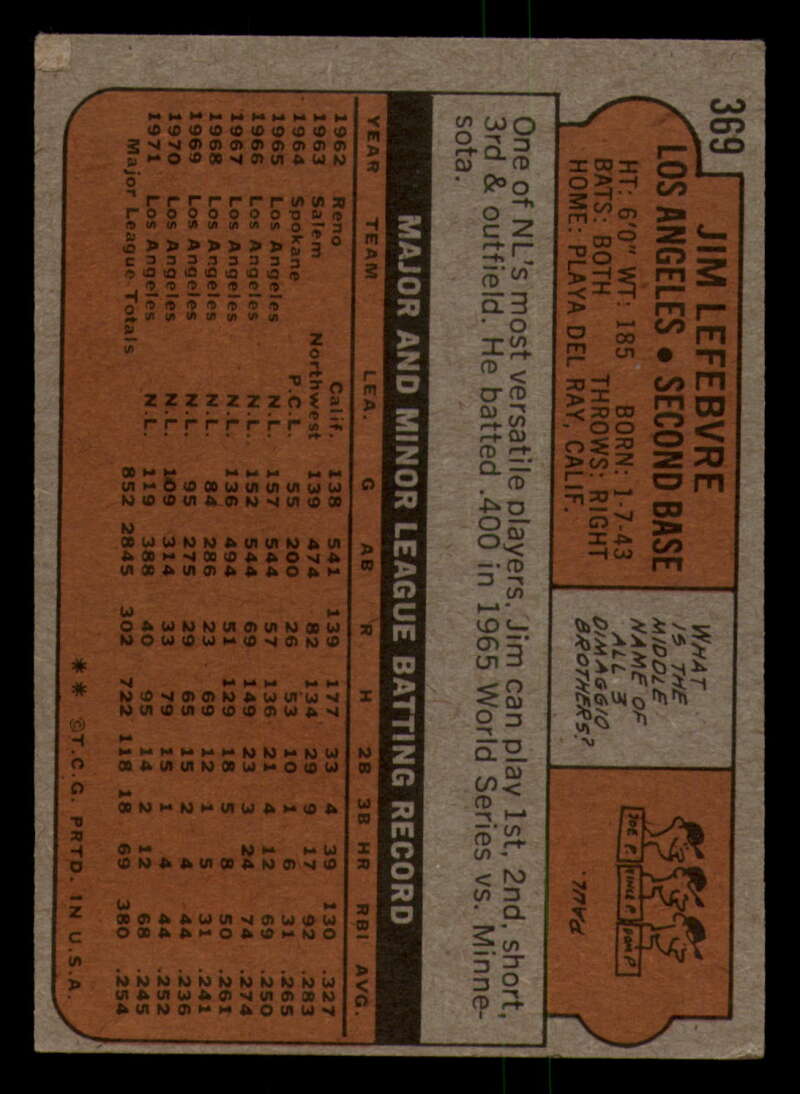 369
JIM LEFEBVRE
LOS ANGELES • SECOND BASE
HT: 6'0" WT: 185 BORN: 1-7-43
BATS: BOTH THROWS: RIGHT
HOME: PLAYA DEL RAY, CALIF.
WHAT
IS THE
MIDDLE
NAME OF
ALL 3
DIMAGGIO
BROTHERS?
JOE P. VINCE P. DOM P.
PAUL.
One of NL's most versatile players, Jim can play 1st, 2nd, short,
3rd & outfield. He batted .400 in 1965 World Series vs. Minne-
sota.
MAJOR AND MINOR LEAGUE BATTING RECORD
YEAR TEAM LEA. G AB R H 2B 3B HR RBI AVG.
1962 Reno Calif. 138 541 139 177 33 4 39 130 .327
1963 Salem Northwest 139 474 82 134 29 9 17 92 .283
1964 Spokane P.C.L. 55 200 26 53 10 1 6 31 .265
1965 Los Angeles N.L. 157 544 57 136 21 4 12 69 .250
1966 Los Angeles N.L. 152 544 69 149 23 3 24 74 .274
1967 Los Angeles N.L. 136 494 51 129 18 5 8 50 .261
1968 Los Angeles N.L. 84 286 23 69 12 1 5 31 .241
1969 Los Angeles N.L. 95 275 29 65 15 2 4 44 .236
1970 Los Angeles N.L. 109 314 33 79 15 1 4 44 .252
1971 Los Angeles N.L. 119 388 40 95 14 2 12 68 .245
Major League Totals 852 2845 302 722 118 18 69 380 .254
** ©T.C.G. PRTD. IN U.S.A.